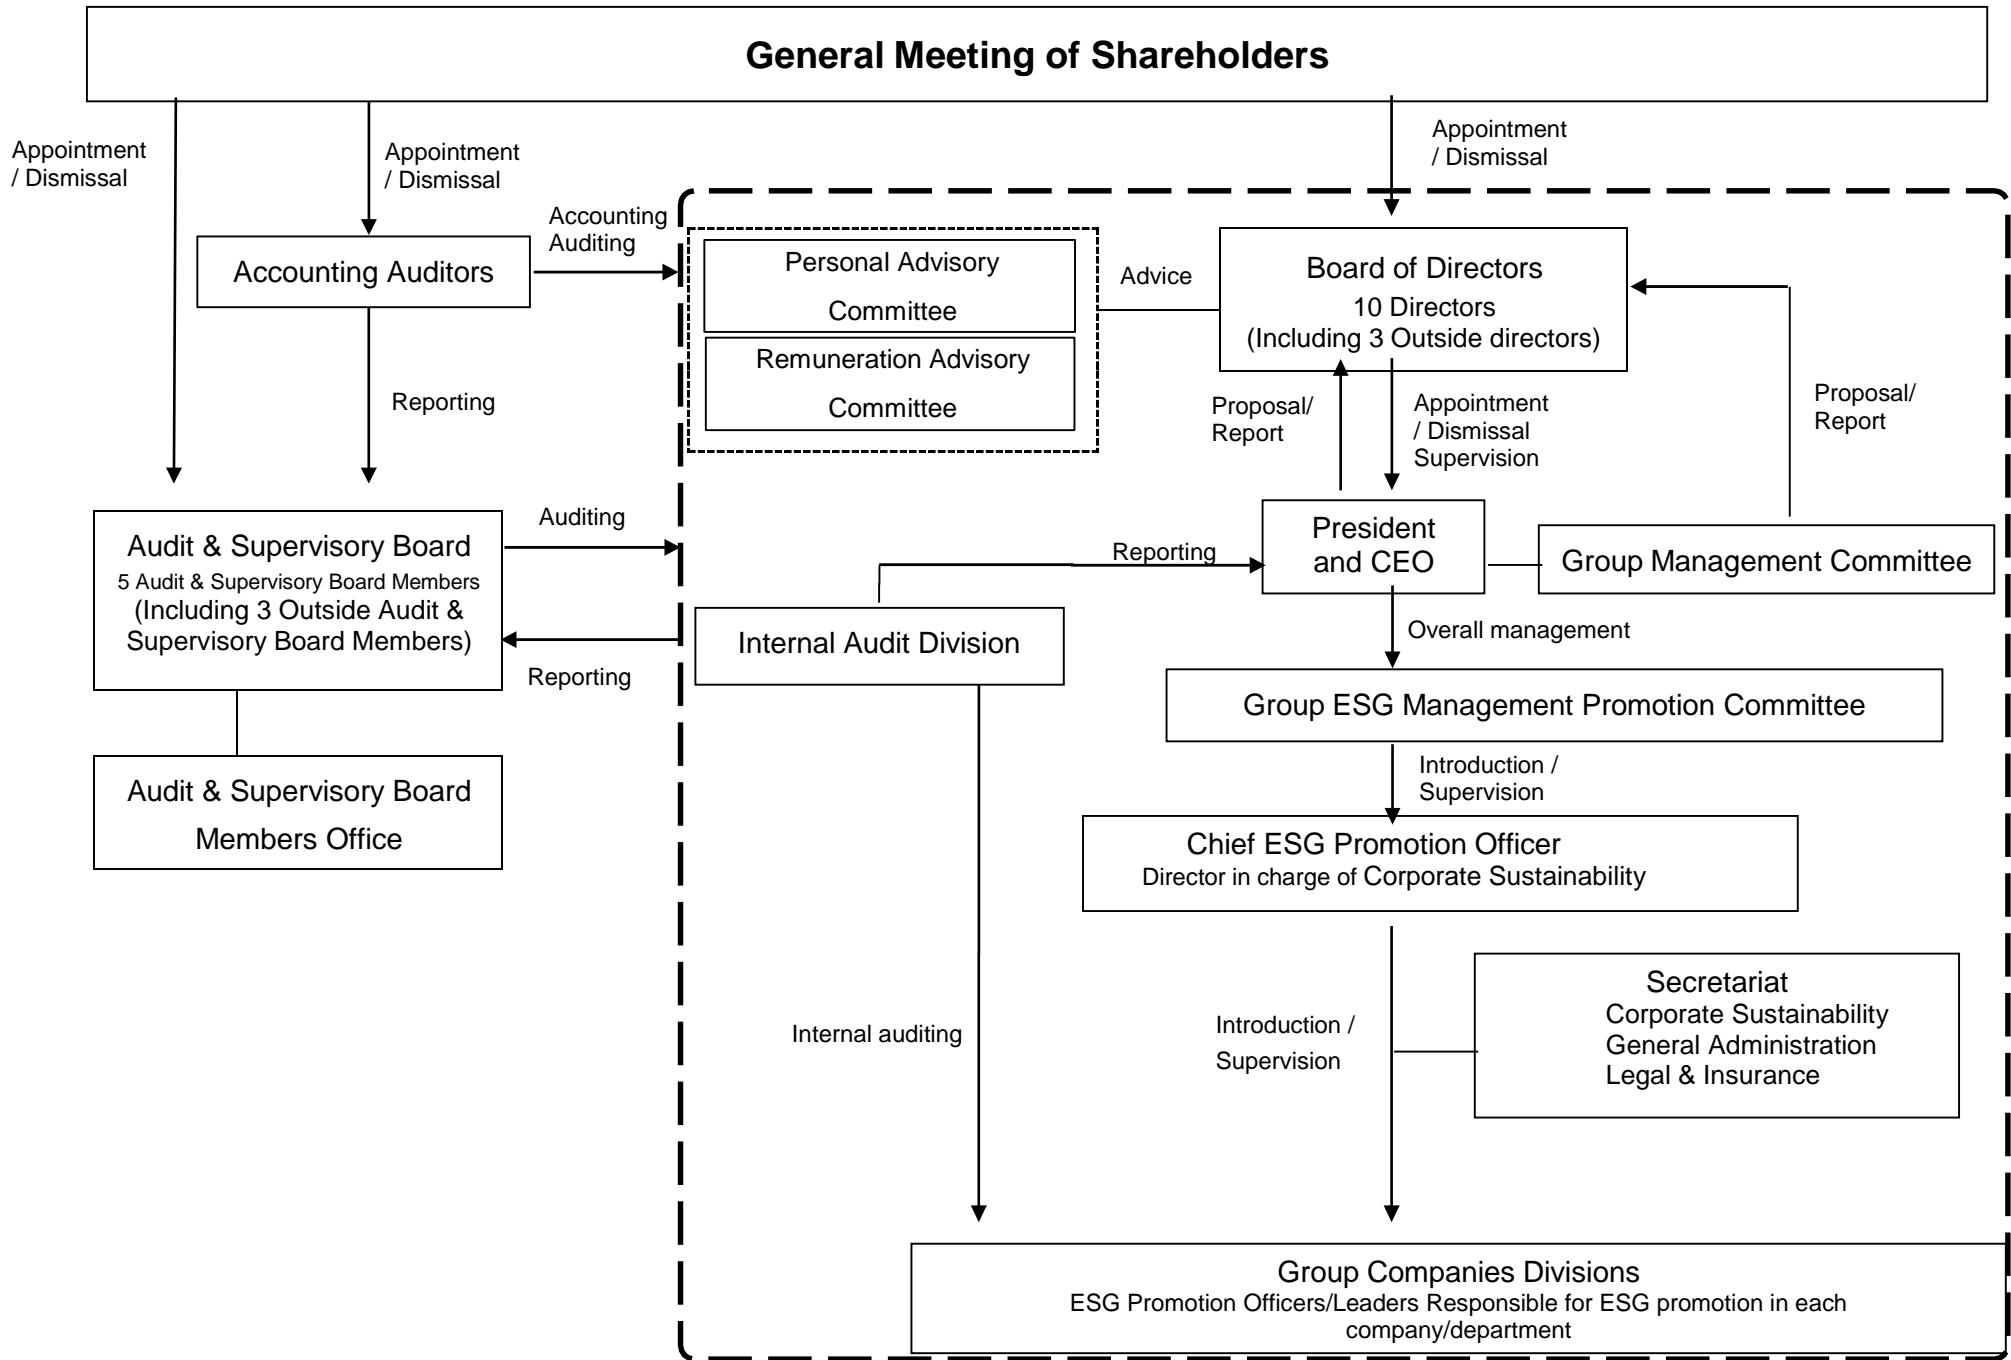 General Meeting of Shareholders
Appointment
/ Dismissal
Appointment
/ Dismissal
Appointment
/ Dismissal
Accounting
Auditing
Accounting Auditors
Personal Advisory
Committee
Remuneration Advisory
Committee
Advice
Board of Directors
10 Directors
(Including 3 Outside directors)
Reporting
Proposal/
Report
Appointment
/ Dismissal
Supervision
Proposal/
Report
Audit & Supervisory Board
5 Audit & Supervisory Board Members
(Including 3 Outside Audit &
Supervisory Board Members)
Auditing
Reporting
Reporting
President
and CEO
Group Management Committee
Internal Audit Division
Overall management
Group ESG Management Promotion Committee
Audit & Supervisory Board
Members Office
Introduction /
Supervision
Chief ESG Promotion Officer
Director in charge of Corporate Sustainability
Internal auditing
Introduction /
Supervision
Secretariat
Corporate Sustainability
General Administration
Legal & Insurance
Group Companies Divisions
ESG Promotion Officers/Leaders Responsible for ESG promotion in each
company/department